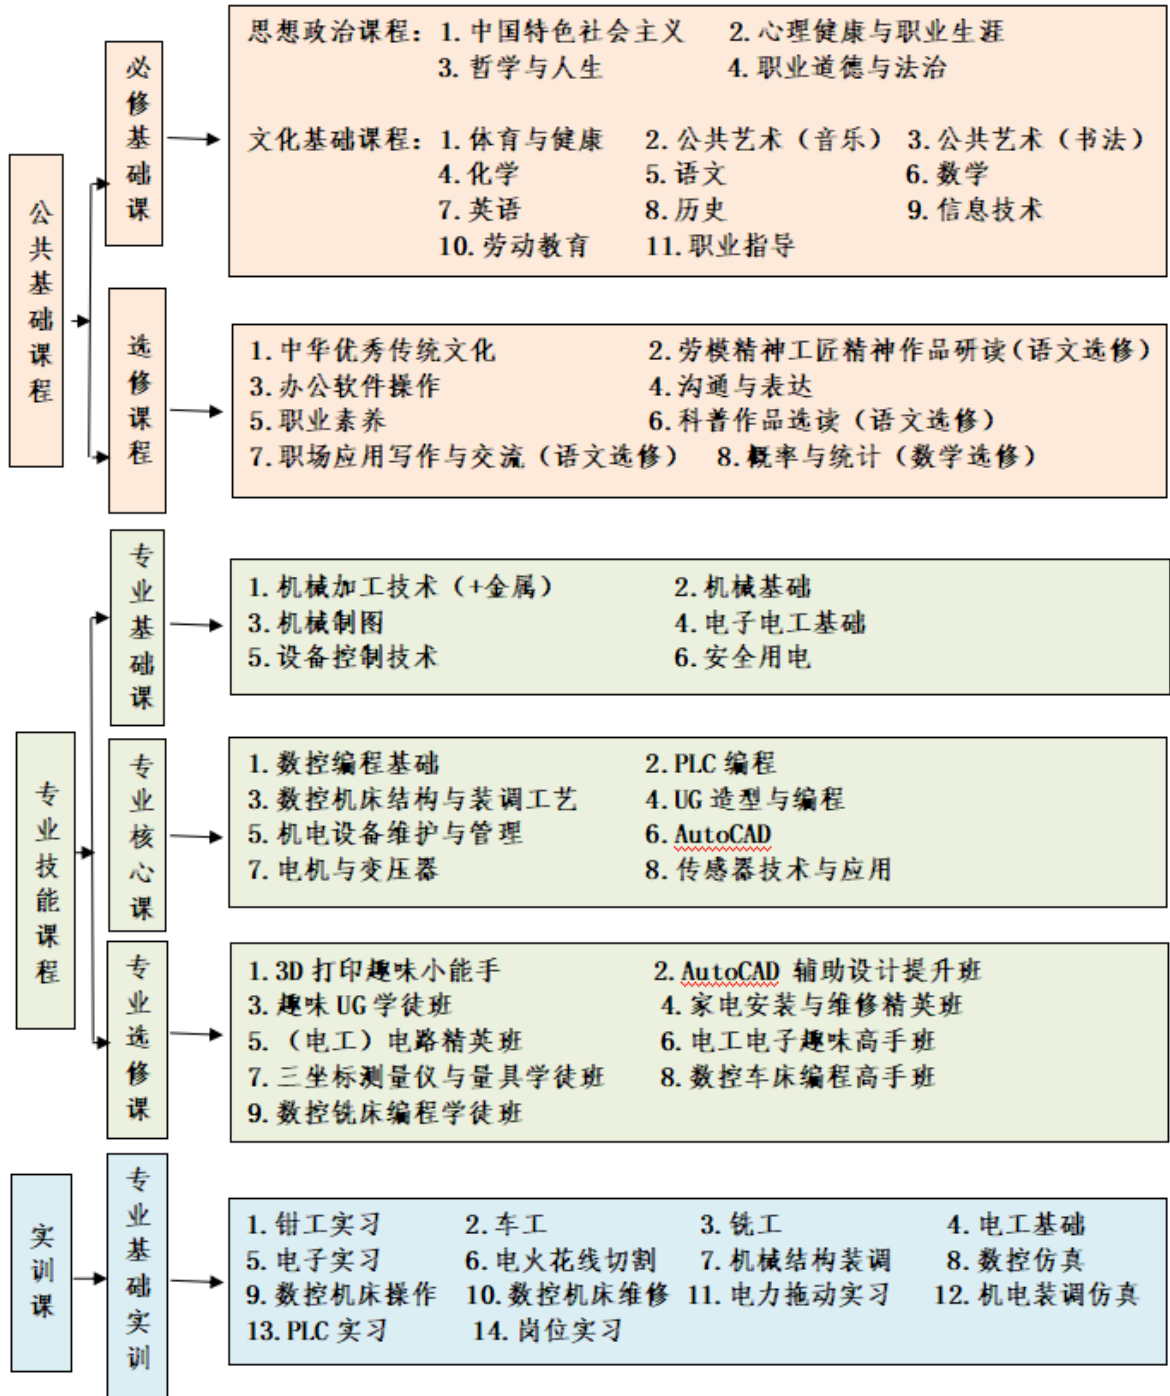 公共基础课程
必修基础课
思想政治课程：1.中国特色社会主义 2.心理健康与职业生涯
3.哲学与人生 4.职业道德与法治
文化基础课程：1.体育与健康 2.公共艺术（音乐） 3.公共艺术（书法）
4.化学 5.语文 6.数学
7.英语 8.历史 9.信息技术
10.劳动教育 11.职业指导
选修课程
1.中华优秀传统文化 2.劳模精神工匠精神作品研读(语文选修)
3.办公软件操作 4.沟通与表达
5.职业素养 6.科普作品选读（语文选修）
7.职场应用写作与交流（语文选修） 8.概率与统计（数学选修）
专业技能课程
专业基础课
1.机械加工技术（+金属） 2.机械基础
3.机械制图 4.电子电工基础
5.设备控制技术 6.安全用电
专业核心课
1.数控编程基础 2.PLC 编程
3.数控机床结构与装调工艺 4.UG 造型与编程
5.机电设备维护与管理 6.AutoCAD
7.电机与变压器 8.传感器技术与应用
专业选修课
1.3D 打印趣味小能手 2.AutoCAD 辅助设计提升班
3.趣味 UG 学徒班 4.家电安装与维修精英班
5.（电工）电路精英班 6.电工电子趣味高手班
7.三坐标测量仪与量具学徒班 8.数控车床编程高手班
9.数控铣床编程学徒班
实训课
专业基础实训
1.钳工实习 2.车工 3.铣工 4.电工基础
5.电子实习 6.电火花线切割 7.机械结构装调 8.数控仿真
9.数控机床操作 10.数控机床维修 11.电力拖动实习 12.机电装调仿真
13.PLC 实习 14.岗位实习